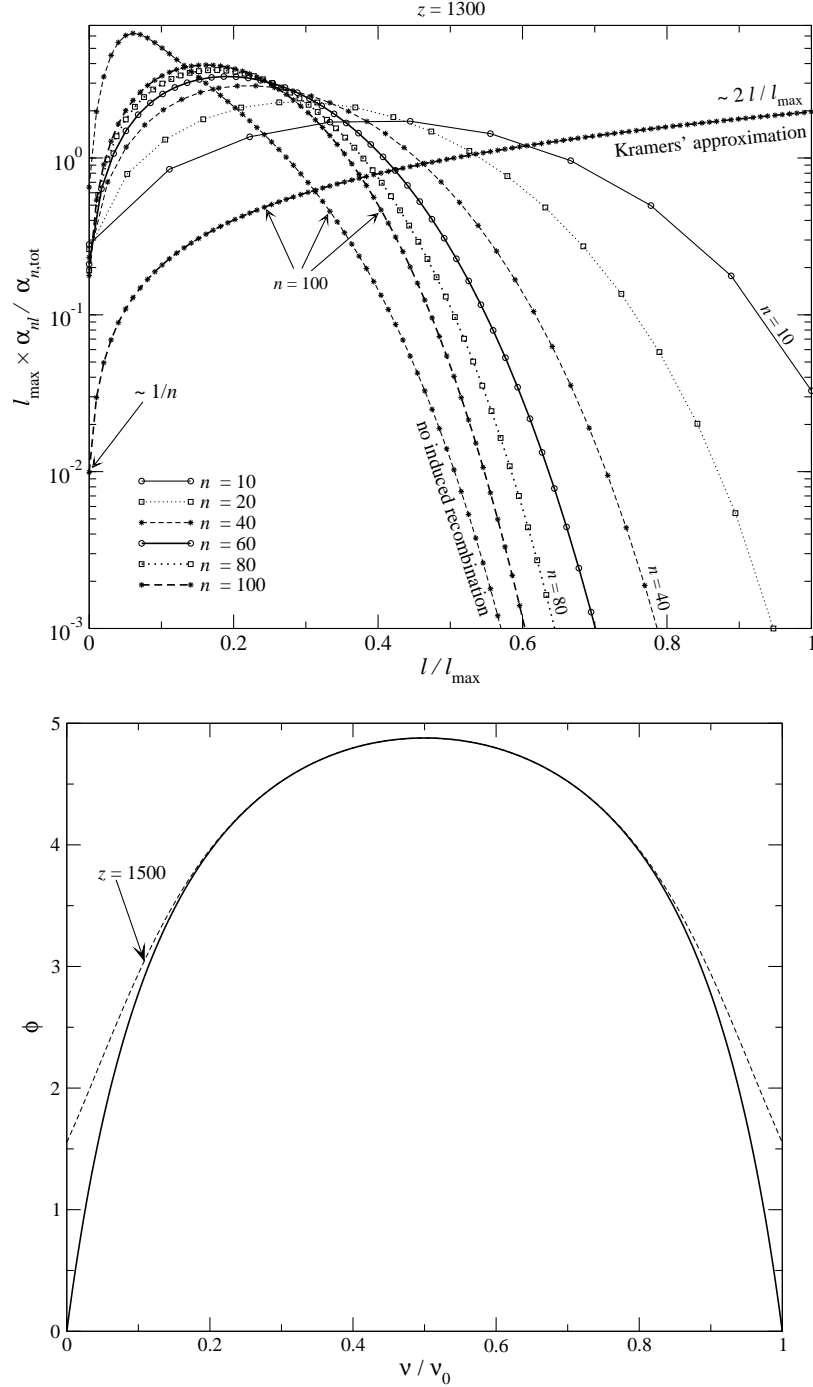 z = 1300
10^0
10^-1
10^-2
10^-3
l_max × α_nl / α_n,tot
~ 2 l / l_max
Kramers' approximation
n = 100
n = 10
~ 1/n
n = 10
n = 20
n = 40
n = 60
n = 80
n = 100
no induced recombination
n = 80
n = 40
0 0.2 0.4 0.6 0.8 1
l / l_max
5
4
3
2
1
0
z = 1500
ϕ
0 0.2 0.4 0.6 0.8 1
ν / ν_0